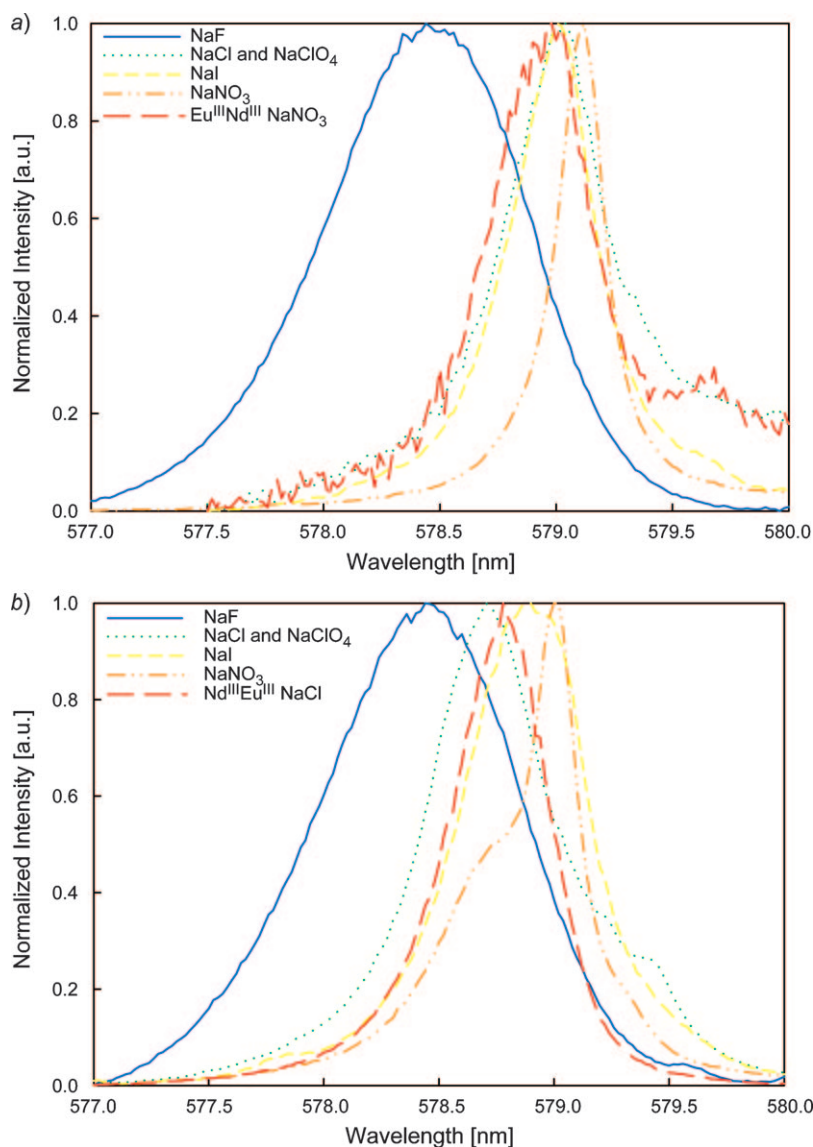 a)
1.0
0.8
0.6
0.4
0.2
0.0
Normalized Intensity [a.u.]
NaF
NaCl and NaClO₄
NaI
NaNO₃
EuᴵᴵᴵNdᴵᴵᴵ NaNO₃
577.0 577.5 578.0 578.5 579.0 579.5 580.0
Wavelength [nm]
b)
1.0
0.8
0.6
0.4
0.2
0.0
Normalized Intensity [a.u.]
NaF
NaCl and NaClO₄
NaI
NaNO₃
NdᴵᴵᴵEuᴵᴵᴵ NaCl
577.0 577.5 578.0 578.5 579.0 579.5 580.0
Wavelength [nm]